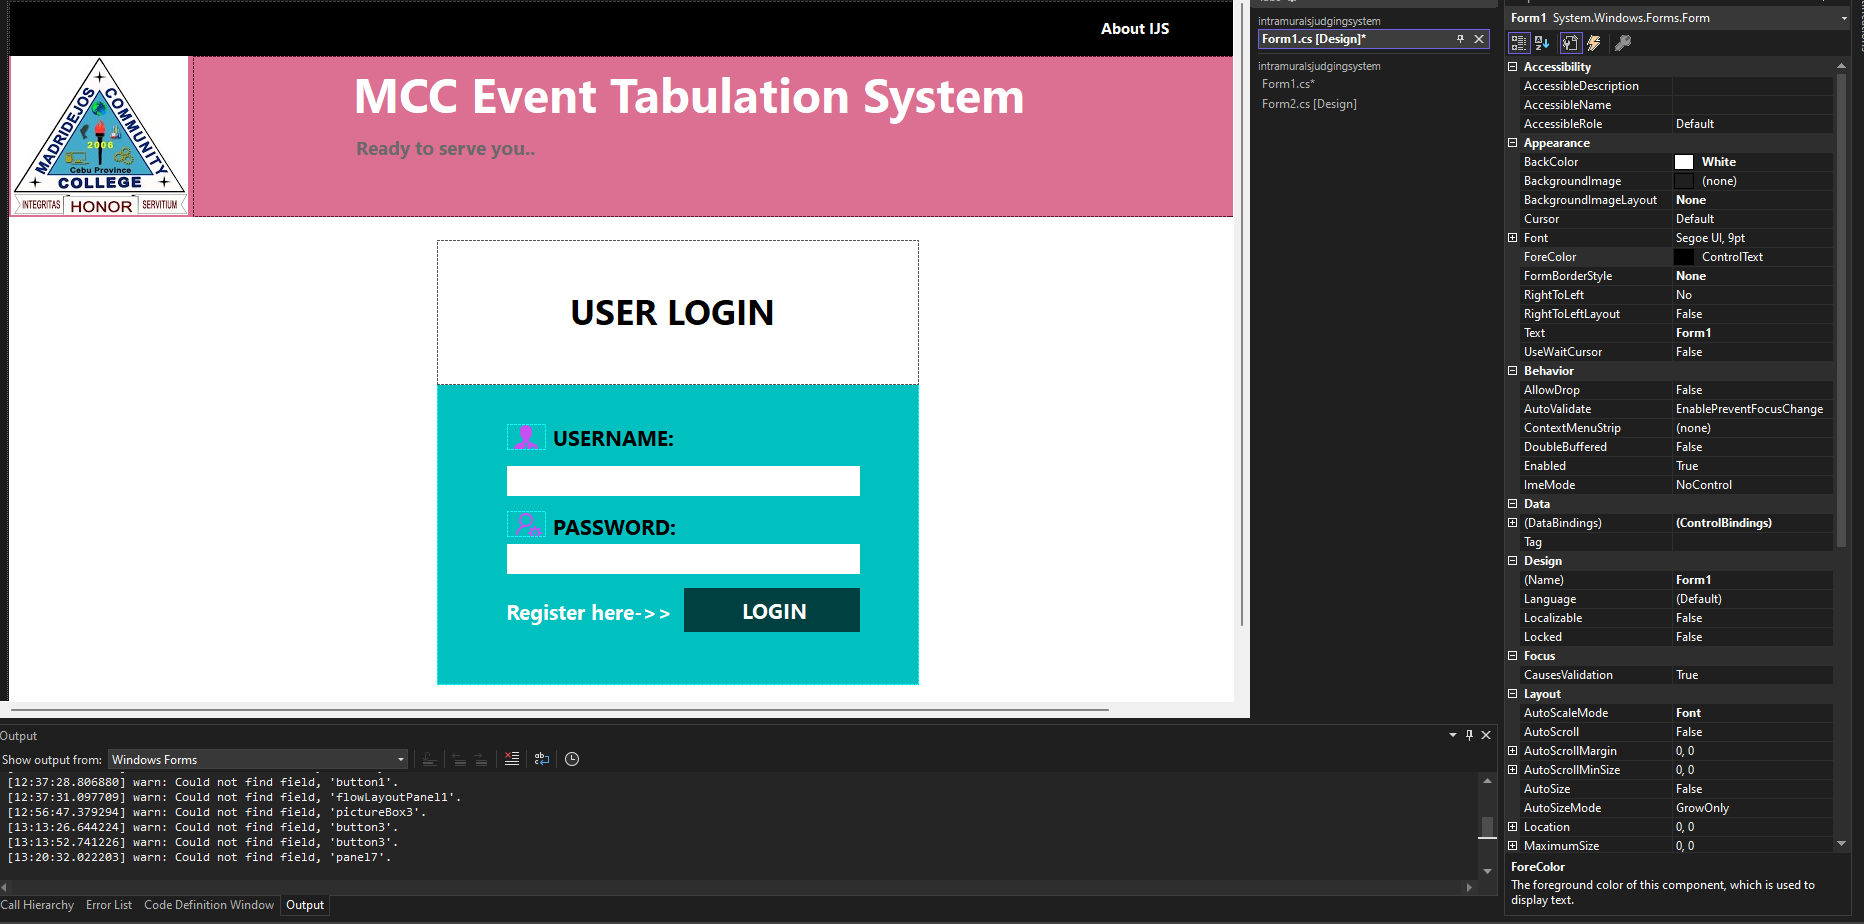 About IJS
MADRIDEJOS COMMUNITY
2006
Cebu Province
COLLEGE
INTEGRITAS HONOR SERVITIUM
MCC Event Tabulation System
Ready to serve you..
USER LOGIN
USERNAME:
PASSWORD:
Register here->>
LOGIN
intramuralsjudgingsystem
Form1.cs [Design]*
intramuralsjudgingsystem
Form1.cs*
Form2.cs [Design]
Form1 System.Windows.Forms.Form
Accessibility
AccessibleDescription
AccessibleName
AccessibleRole Default
Appearance
BackColor White
BackgroundImage (none)
BackgroundImageLayout None
Cursor Default
Font Segoe UI, 9pt
ForeColor ControlText
FormBorderStyle None
RightToLeft No
RightToLeftLayout False
Text Form1
UseWaitCursor False
Behavior
AllowDrop False
AutoValidate EnablePreventFocusChange
ContextMenuStrip (none)
DoubleBuffered False
Enabled True
ImeMode NoControl
Data
(DataBindings) (ControlBindings)
Tag
Design
(Name) Form1
Language (Default)
Localizable False
Locked False
Focus
CausesValidation True
Layout
AutoScaleMode Font
AutoScroll False
AutoScrollMargin 0, 0
AutoScrollMinSize 0, 0
AutoSize False
AutoSizeMode GrowOnly
Location 0, 0
MaximumSize 0, 0
ForeColor
The foreground color of this component, which is used to
display text.
Output
Show output from: Windows Forms
[12:37:28.806880] warn: Could not find field, 'button1'.
[12:37:31.097709] warn: Could not find field, 'flowLayoutPanel1'.
[12:56:47.379294] warn: Could not find field, 'pictureBox3'.
[13:13:26.644224] warn: Could not find field, 'button3'.
[13:13:52.741226] warn: Could not find field, 'button3'.
[13:20:32.022203] warn: Could not find field, 'panel7'.
Call Hierarchy Error List Code Definition Window Output